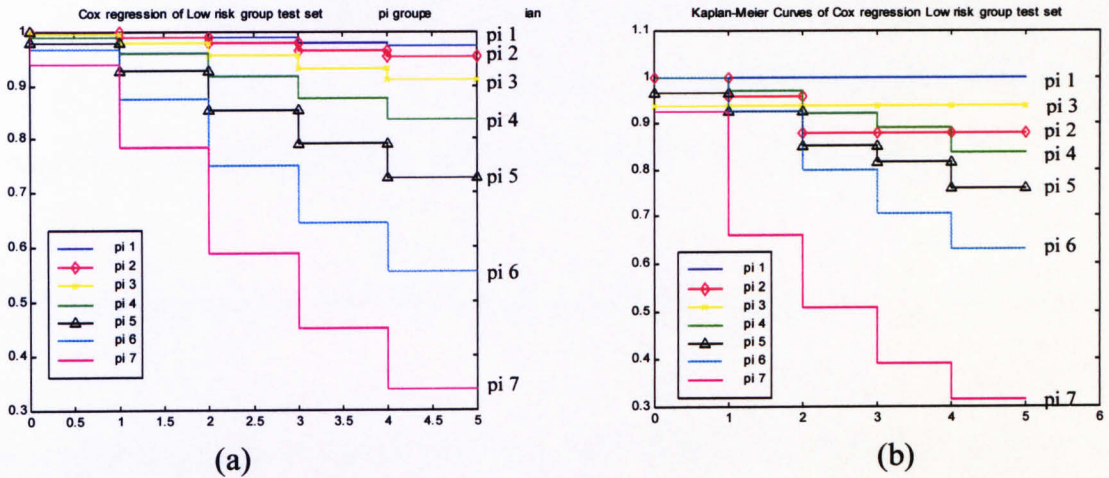 Cox regression of Low risk group test set pi groupe ian
1
0.9
0.8
0.7
0.6
0.5
0.4
0.3
0 0.5 1 1.5 2 2.5 3 3.5 4 4.5 5
pi 1
pi 2
pi 3
pi 4
pi 5
pi 6
pi 7
pi 1
pi 2
pi 3
pi 4
pi 5
pi 6
pi 7
(a)
Kaplan-Meier Curves of Cox regression Low risk group test set
1.1
1
0.9
0.8
0.7
0.6
0.5
0.4
0.3
0 1 2 3 4 5 6
pi 1
pi 2
pi 3
pi 4
pi 5
pi 6
pi 7
pi 1
pi 3
pi 2
pi 4
pi 5
pi 6
pi 7
(b)